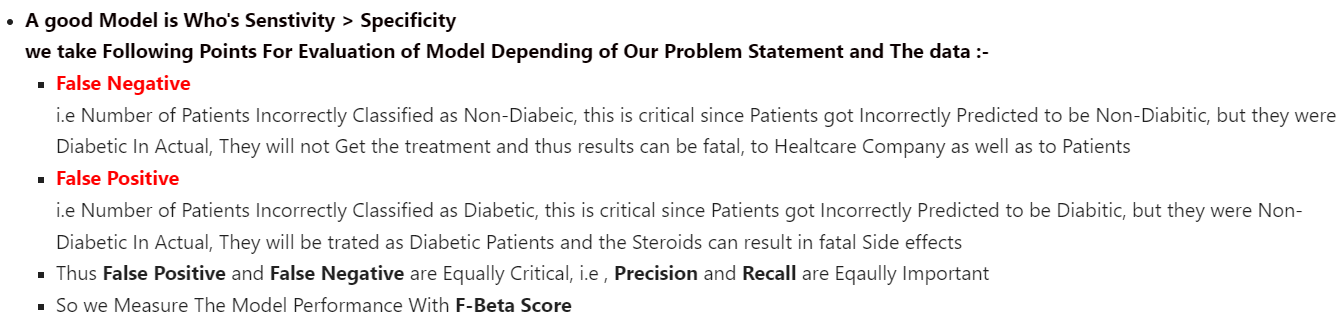 A good Model is Who's Senstivity > Specificity
we take Following Points For Evaluation of Model Depending of Our Problem Statement and The data :-
False Negative
i.e Number of Patients Incorrectly Classified as Non-Diabeic, this is critical since Patients got Incorrectly Predicted to be Non-Diabitic, but they were
Diabetic In Actual, They will not Get the treatment and thus results can be fatal, to Healtcare Company as well as to Patients
False Positive
i.e Number of Patients Incorrectly Classified as Diabetic, this is critical since Patients got Incorrectly Predicted to be Diabitic, but they were Non-
Diabetic In Actual, They will be trated as Diabetic Patients and the Steroids can result in fatal Side effects
Thus False Positive and False Negative are Equally Critical, i.e , Precision and Recall are Eqaully Important
So we Measure The Model Performance With F-Beta Score